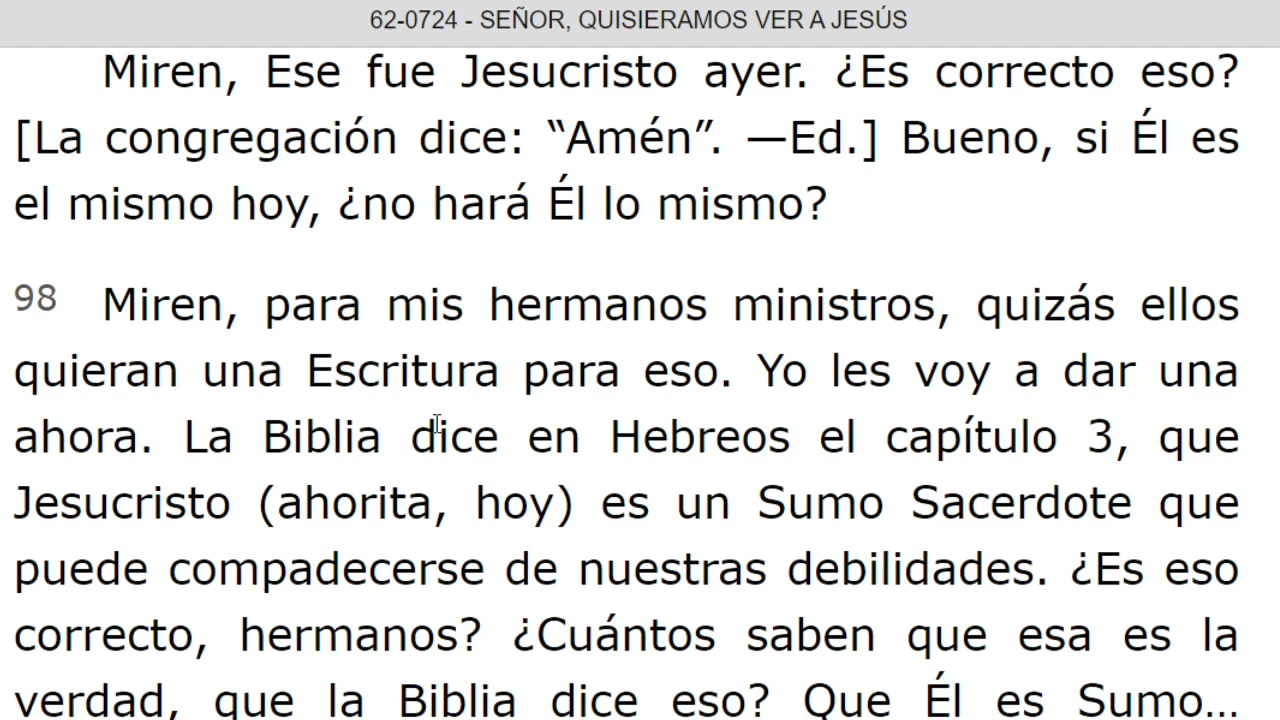 62-0724 - SEÑOR, QUISIERAMOS VER A JESÚS
Miren, Ese fue Jesucristo ayer. ¿Es correcto eso?
[La congregación dice: “Amén”. —Ed.] Bueno, si Él es
el mismo hoy, ¿no hará Él lo mismo?
98 Miren, para mis hermanos ministros, quizás ellos
quieran una Escritura para eso. Yo les voy a dar una
ahora. La Biblia dice en Hebreos el capítulo 3, que
Jesucristo (ahorita, hoy) es un Sumo Sacerdote que
puede compadecerse de nuestras debilidades. ¿Es eso
correcto, hermanos? ¿Cuántos saben que esa es la
verdad, que la Biblia dice eso? Que Él es Sumo…